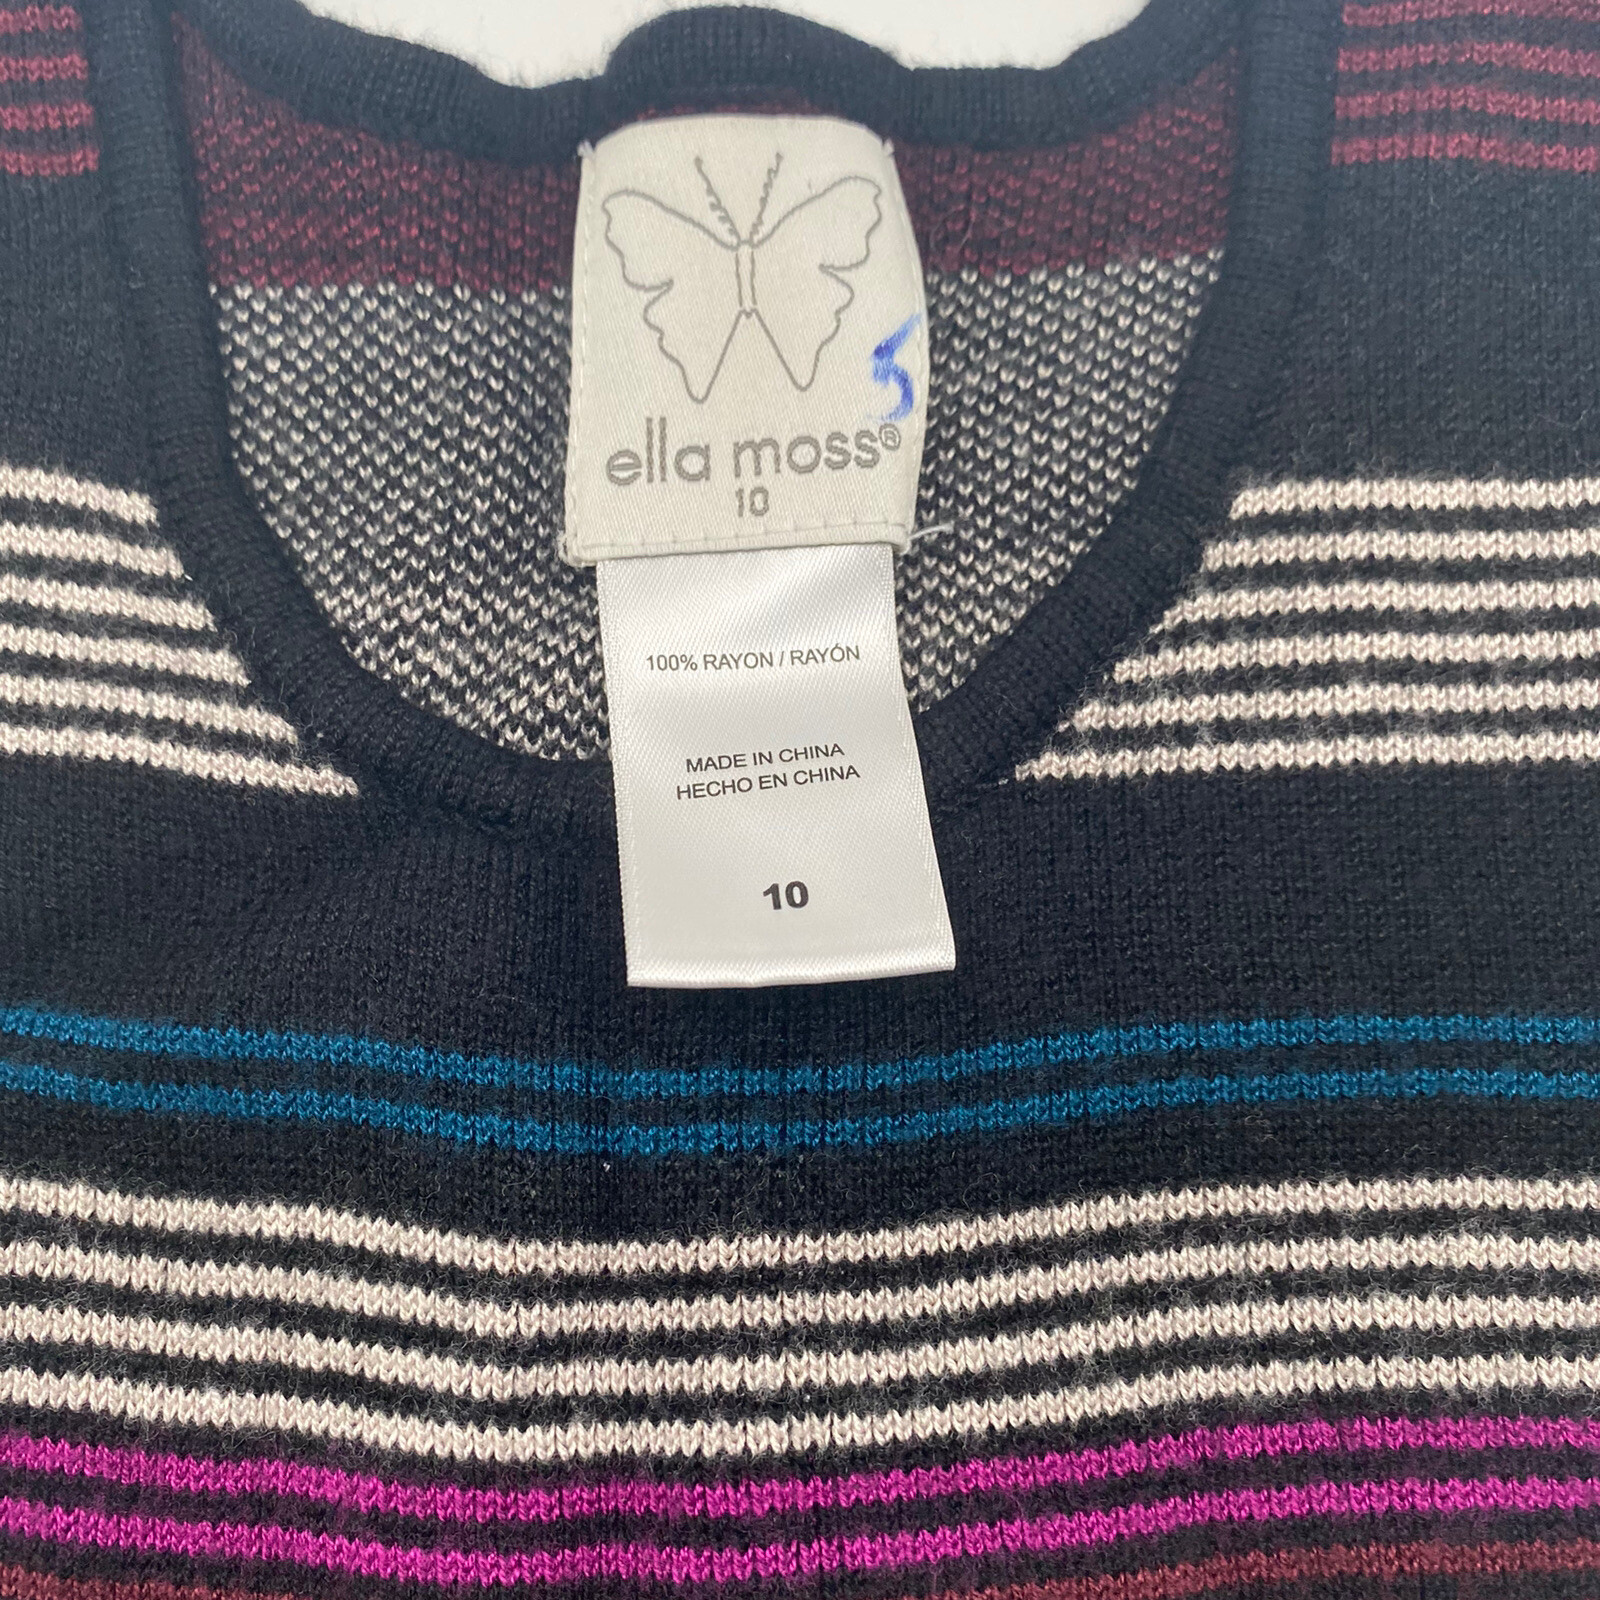 5
ella moss®
10
100% RAYON / RAYÓN
MADE IN CHINA
HECHO EN CHINA
10